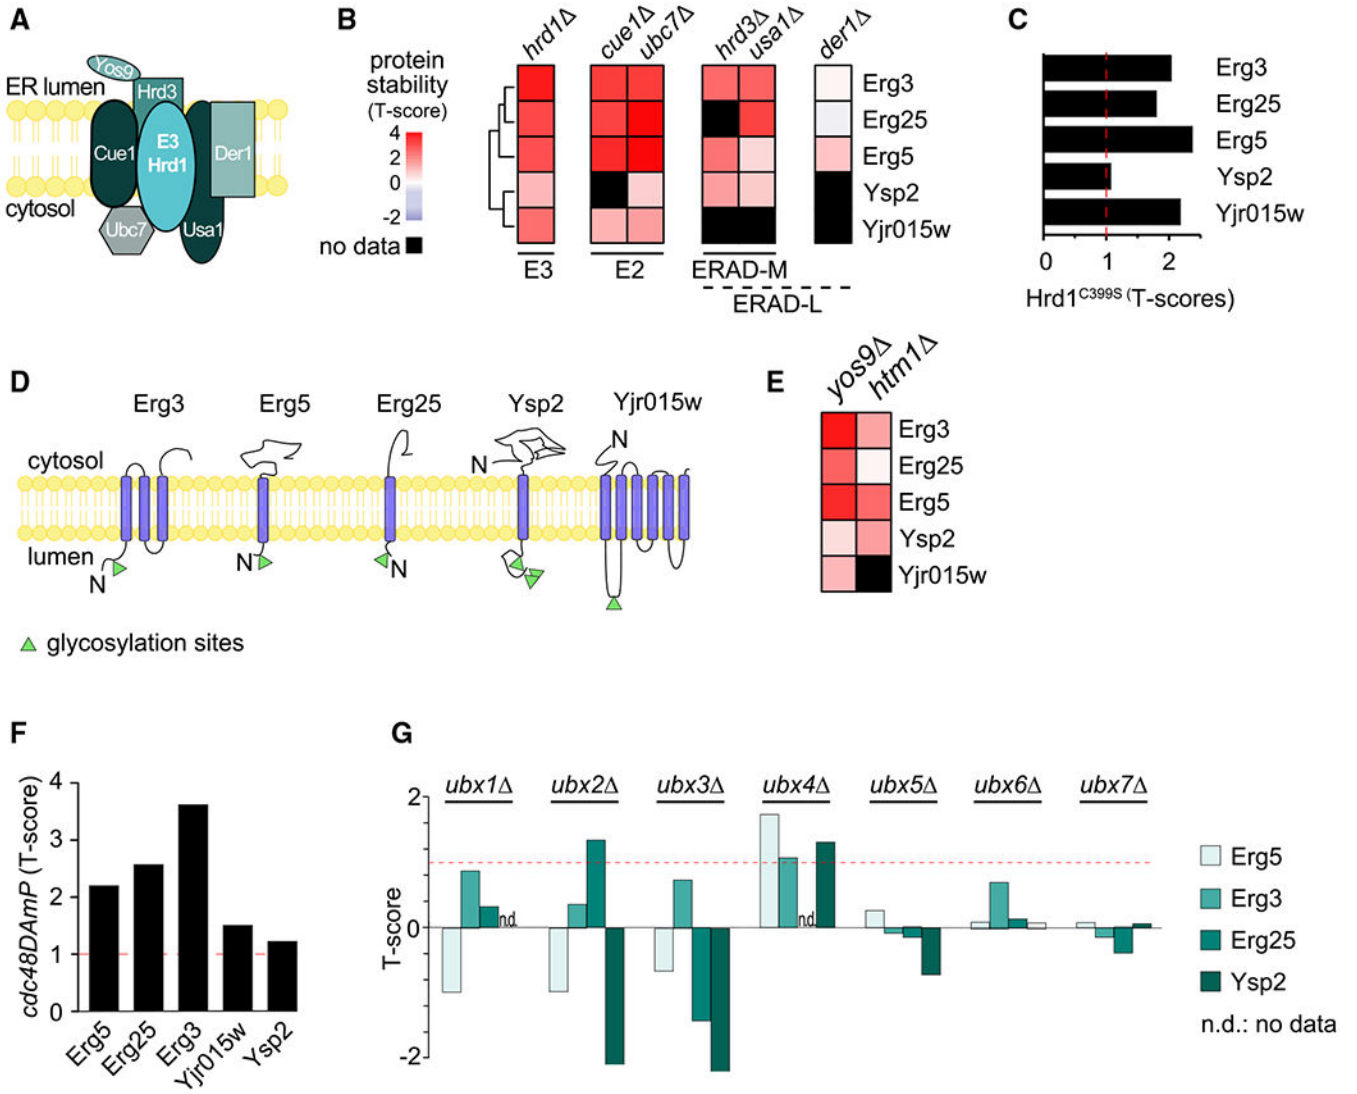 A
ER lumen
Yos9
Hrd3
Cue1
E3
Hrd1
Der1
cytosol
Ubc7
Usa1
B
protein
stability
(T-score)
4
2
0
-2
no data
hrd1Δ
cue1Δ
ubc7Δ
hrd3Δ
usa1Δ
der1Δ
Erg3
Erg25
Erg5
Ysp2
Yjr015w
E3
E2
ERAD-M
ERAD-L
C
Erg3
Erg25
Erg5
Ysp2
Yjr015w
0 1 2
Hrd1C399S (T-scores)
D
Erg3 Erg5 Erg25 Ysp2 Yjr015w
cytosol
N
N
lumen
N
N
N
glycosylation sites
E
yos9Δ
htm1Δ
Erg3
Erg25
Erg5
Ysp2
Yjr015w
F
cdc48DAmP (T-score)
4
3
2
1
0
Erg5
Erg25
Erg3
Yjr015w
Ysp2
G
ubx1Δ ubx2Δ ubx3Δ ubx4Δ ubx5Δ ubx6Δ ubx7Δ
T-score
2
0
-2
n.d.
n.d.
Erg5
Erg3
Erg25
Ysp2
n.d.: no data